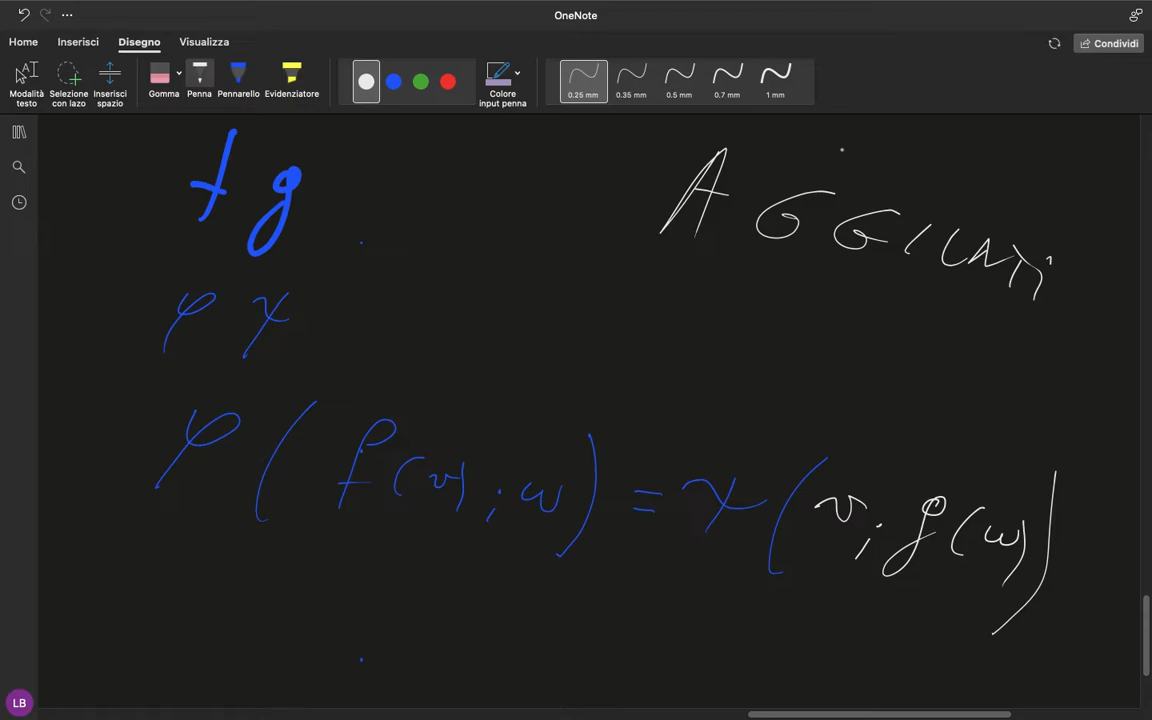 OneNote
Home Inserisci Disegno Visualizza
Condividi
Modalità testo
Selezione con lazo
Inserisci spazio
Gomma
Penna
Pennarello
Evidenziatore
Colore input penna
0.25 mm
0.35 mm
0.5 mm
0.7 mm
1 mm
f g
AGGIUNTI
φ χ
φ ( f(v) ; w ) = χ ( v ; g(w) )
LB